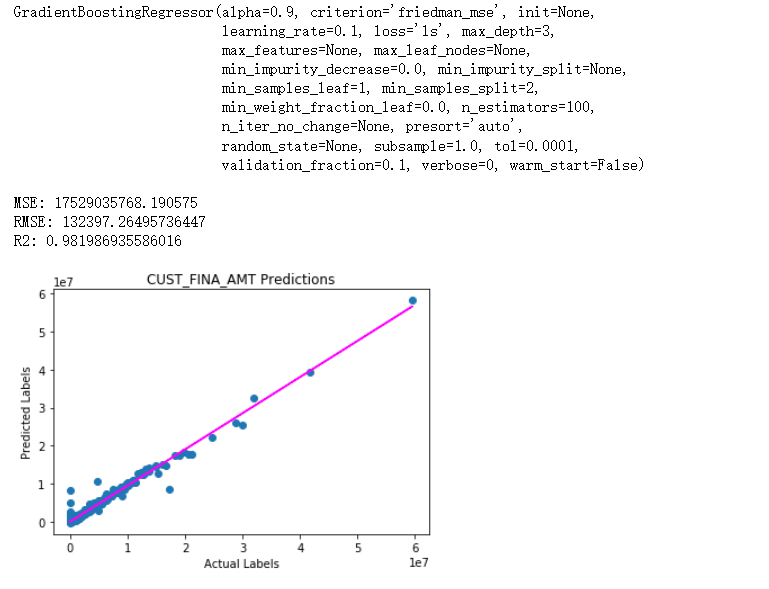 GradientBoostingRegressor(alpha=0.9, criterion='friedman_mse', init=None,
learning_rate=0.1, loss='ls', max_depth=3,
max_features=None, max_leaf_nodes=None,
min_impurity_decrease=0.0, min_impurity_split=None,
min_samples_leaf=1, min_samples_split=2,
min_weight_fraction_leaf=0.0, n_estimators=100,
n_iter_no_change=None, presort='auto',
random_state=None, subsample=1.0, tol=0.0001,
validation_fraction=0.1, verbose=0, warm_start=False)
MSE: 17529035768.190575
RMSE: 132397.26495736447
R2: 0.981986935586016
CUST_FINA_AMT Predictions
1e7
6
5
4
3
2
1
0
Predicted Labels
0 1 2 3 4 5 6
1e7
Actual Labels